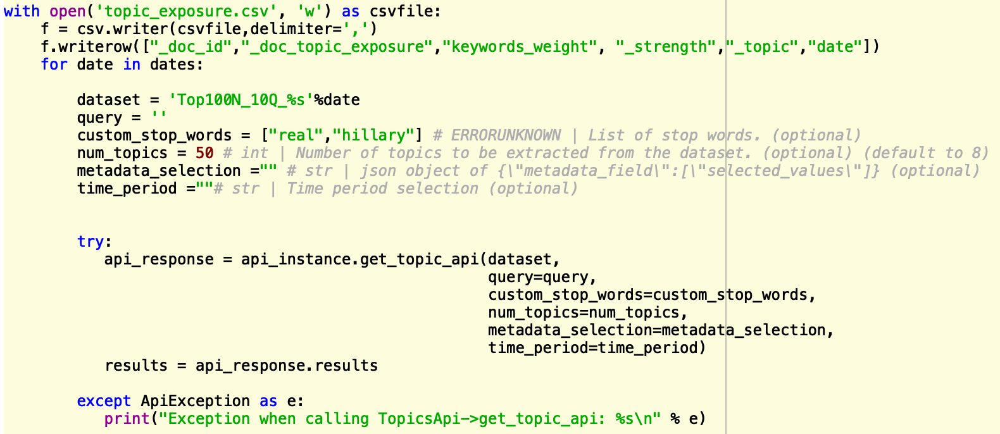 with open('topic_exposure.csv', 'w') as csvfile:
    f = csv.writer(csvfile,delimiter=',')
    f.writerow(["_doc_id","_doc_topic_exposure","keywords_weight", "_strength","_topic","date"])
    for date in dates:
        dataset = 'Top100N_10Q_%s'%date
        query = ''
        custom_stop_words = ["real","hillary"] # ERRORUNKNOWN | List of stop words. (optional)
        num_topics = 50 # int | Number of topics to be extracted from the dataset. (optional) (default to 8)
        metadata_selection ="" # str | json object of {\"metadata_field\":[\"selected_values\"]} (optional)
        time_period =""# str | Time period selection (optional)
        try:
           api_response = api_instance.get_topic_api(dataset,
                                                     query=query,
                                                     custom_stop_words=custom_stop_words,
                                                     num_topics=num_topics,
                                                     metadata_selection=metadata_selection,
                                                     time_period=time_period)
           results = api_response.results
        except ApiException as e:
           print("Exception when calling TopicsApi->get_topic_api: %s\n" % e)